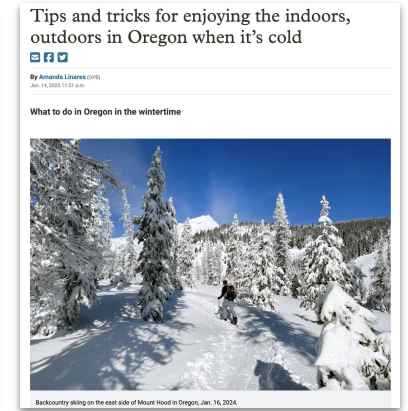 Tips and tricks for enjoying the indoors,
outdoors in Oregon when it’s cold
By Amanda Linares (OPB)
Jan. 14, 2025 11:51 a.m.
What to do in Oregon in the wintertime
Backcountry skiing on the east side of Mount Hood in Oregon, Jan. 16, 2024.